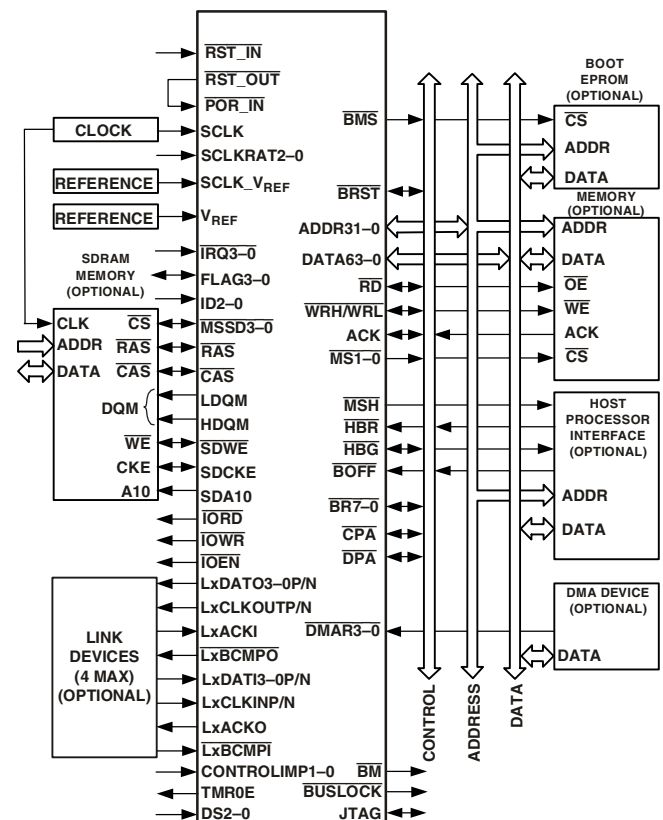 RST_IN
RST_OUT
POR_IN
CLOCK
SCLK
SCLKRAT2–0
REFERENCE
SCLK_VREF
REFERENCE
VREF
IRQ3–0
FLAG3–0
ID2–0
SDRAM
MEMORY
(OPTIONAL)
CLK
CS
MSSD3–0
ADDR
RAS
RAS
DATA
CAS
CAS
DQM
LDQM
HDQM
WE
SDWE
CKE
SDCKE
A10
SDA10
IORD
IOWR
IOEN
LINK
DEVICES
(4 MAX)
(OPTIONAL)
LxDATO3–0P/N
LxCLKOUTP/N
LxACKI
LxBCMPO
LxDATI3–0P/N
LxCLKINP/N
LxACKO
LxBCMPI
CONTROLIMP1–0
TMR0E
DS2–0
BMS
BRST
ADDR31–0
DATA63–0
RD
WRH/WRL
ACK
MS1–0
MSH
HBR
HBG
BOFF
BR7–0
CPA
DPA
DMAR3–0
BM
BUSLOCK
JTAG
CONTROL
ADDRESS
DATA
BOOT
EPROM
(OPTIONAL)
CS
ADDR
DATA
MEMORY
(OPTIONAL)
ADDR
DATA
OE
WE
ACK
CS
HOST
PROCESSOR
INTERFACE
(OPTIONAL)
ADDR
DATA
DMA DEVICE
(OPTIONAL)
DATA